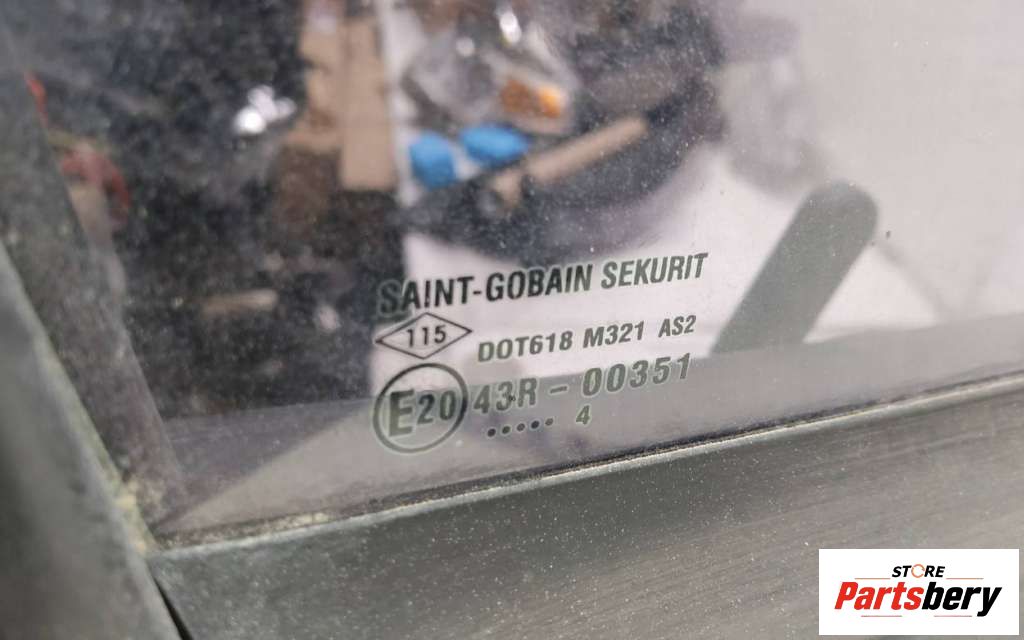 SAINT-GOBAIN SEKURIT
115
DOT618 M321 AS2
E20 43R-00351
..... 4
STORE
Partsbery